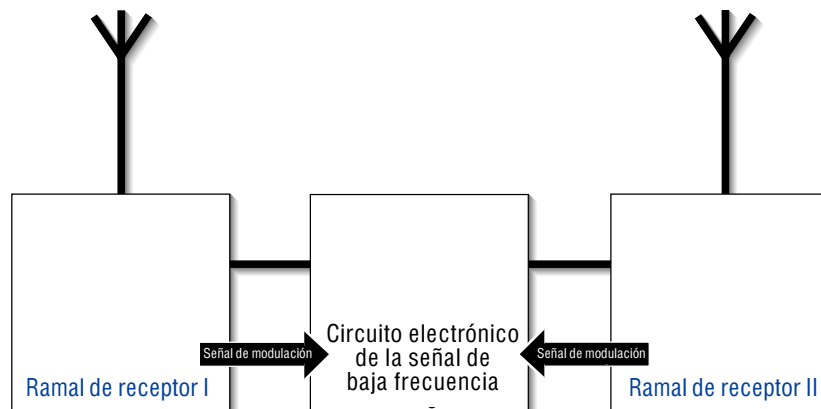 Señal de modulación
Circuito electrónico
de la señal de
baja frecuencia
Señal de modulación
Ramal de receptor I
Ramal de receptor II